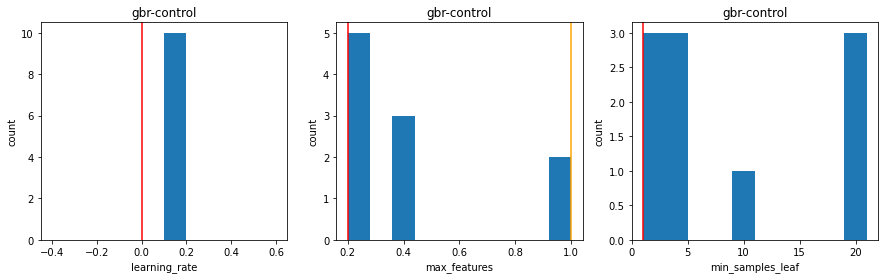 gbr-control
count
10
8
6
4
2
0
−0.4 −0.2 0.0 0.2 0.4 0.6
learning_rate
gbr-control
count
5
4
3
2
1
0
0.2 0.4 0.6 0.8 1.0
max_features
gbr-control
count
3.0
2.5
2.0
1.5
1.0
0.5
0.0
0 5 10 15 20
min_samples_leaf